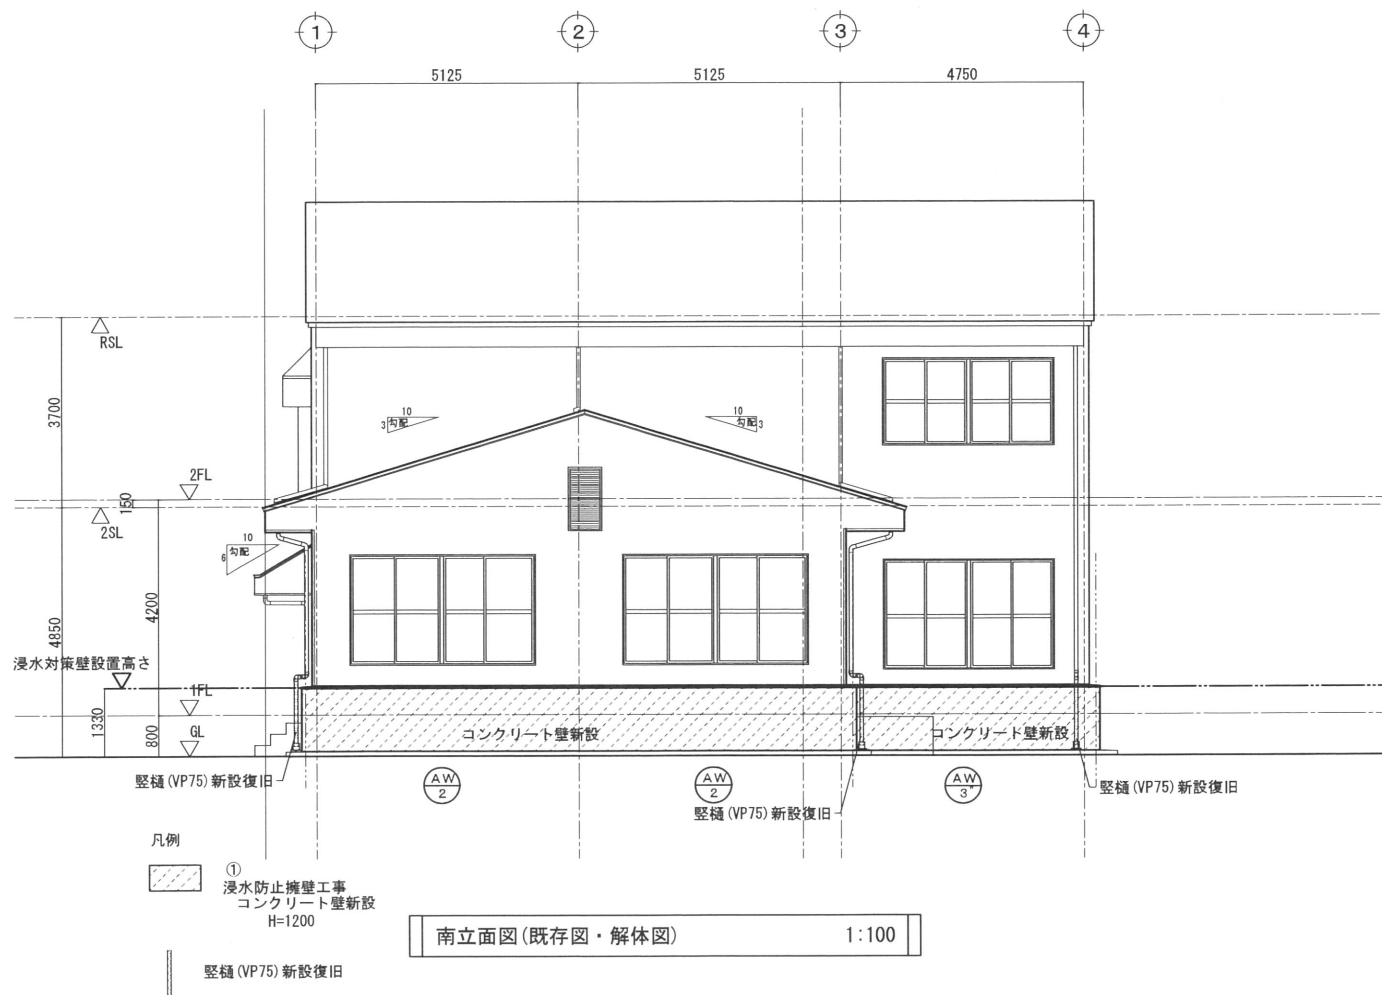 1
2
3
4
5125
5125
4750
RSL
3700
10
3 勾配
10
勾配 3
2FL
150
2SL
10
6 勾配
4200
4850
浸水対策壁設置高さ
1FL
1330
800
GL
コンクリート壁新設
コンクリート壁新設
竪樋(VP75)新設復旧
AW
2
AW
2
AW
3"
竪樋(VP75)新設復旧
竪樋(VP75)新設復旧
凡例
①
浸水防止擁壁工事
コンクリート壁新設
H=1200
南立面図(既存図・解体図) 1:100
竪樋(VP75)新設復旧